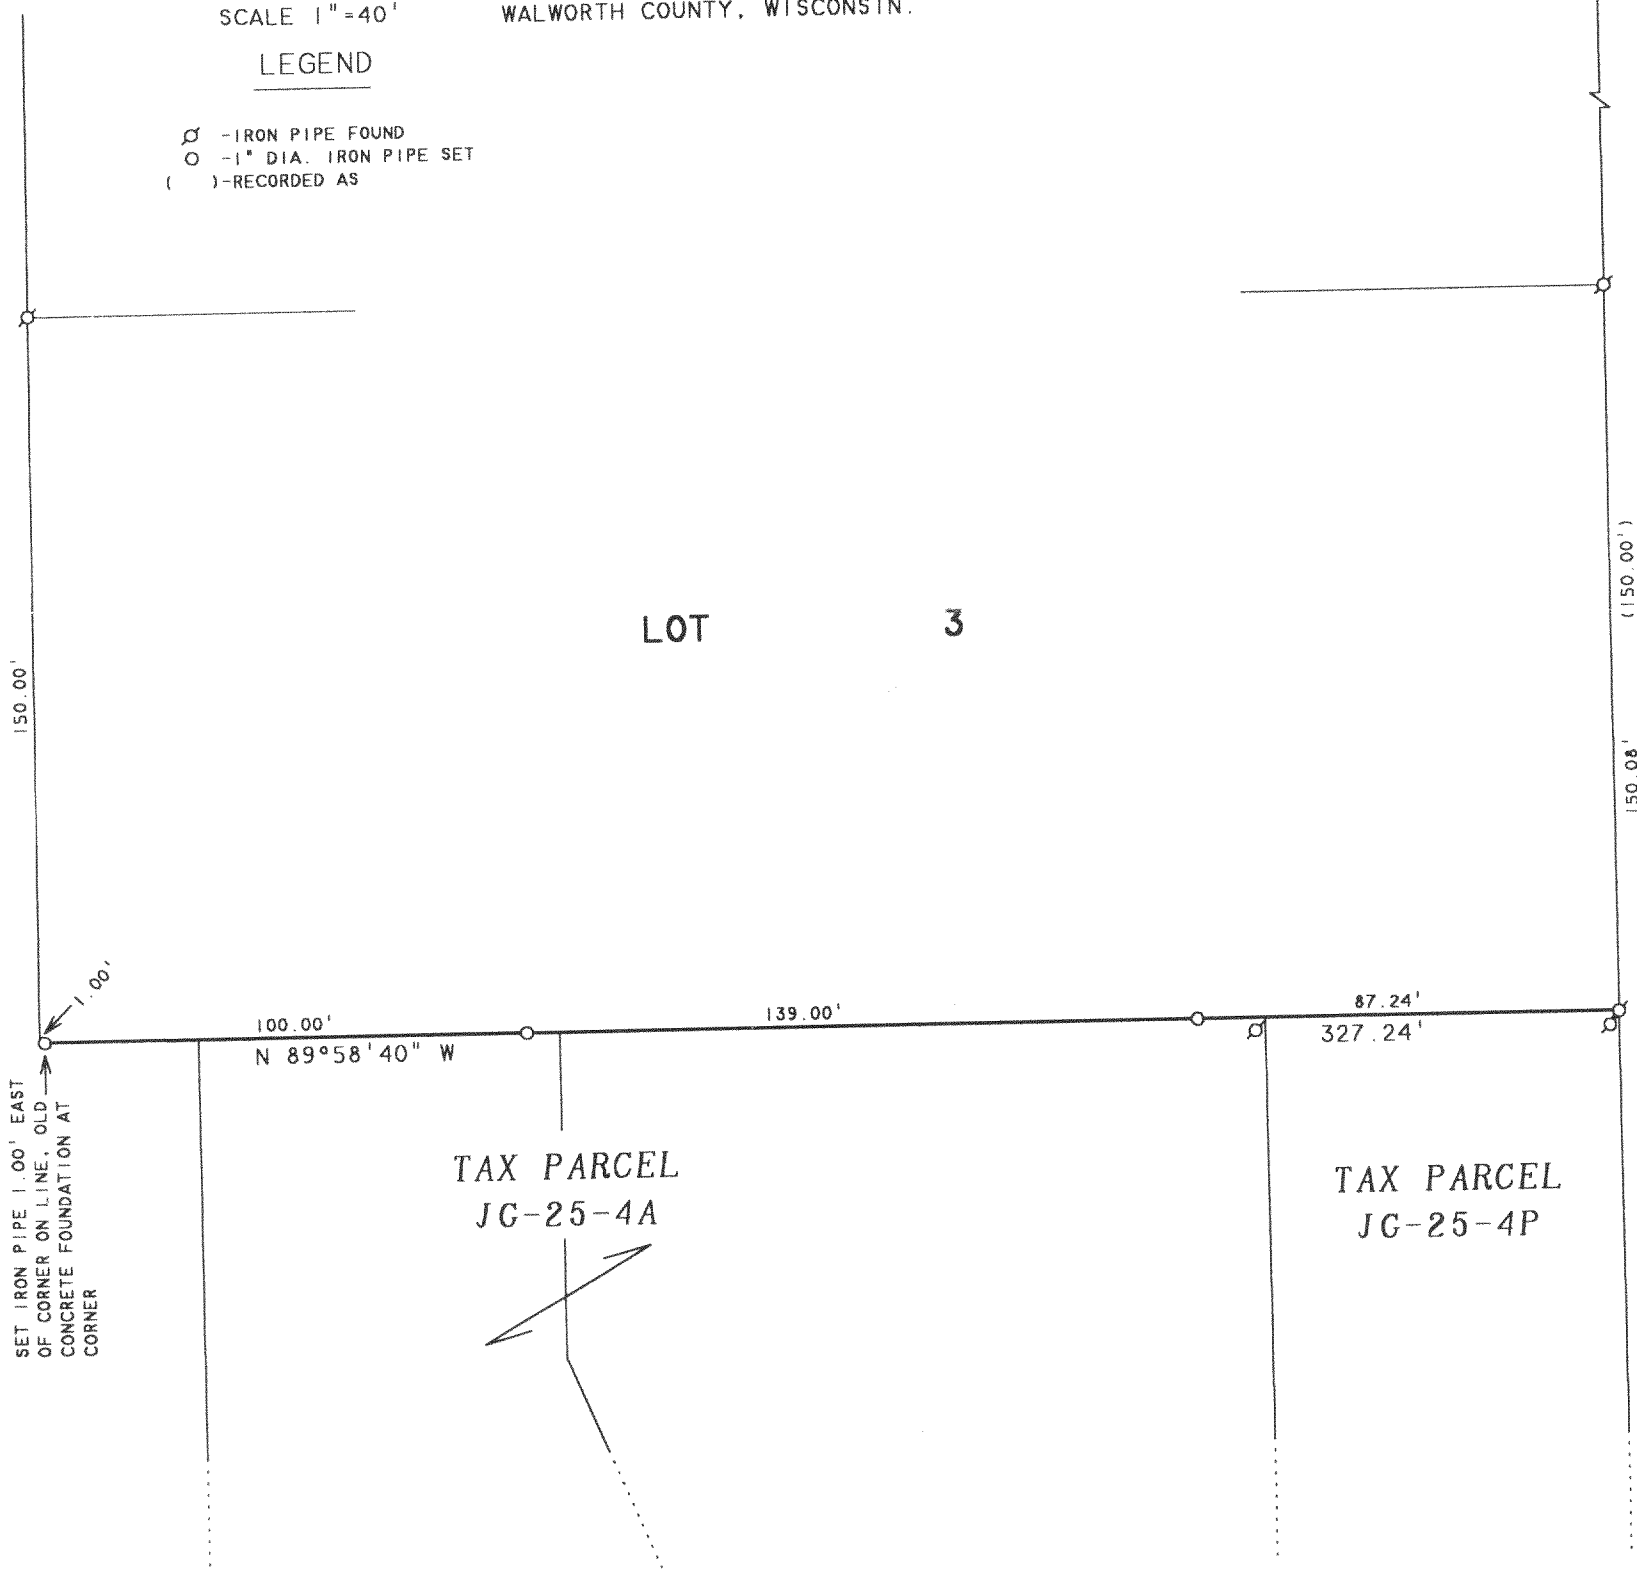 SCALE 1"=40'
WALWORTH COUNTY, WISCONSIN.
LEGEND
-IRON PIPE FOUND
O -1" DIA. IRON PIPE SET
( )-RECORDED AS
(150.00')
LOT 3
150.00'
150.08'
1.00'
100.00'
139.00'
87.24'
N 89°58'40" W
327.24'
SET IRON PIPE 1.00' EAST
OF CORNER ON LINE, OLD
CONCRETE FOUNDATION AT
CORNER
TAX PARCEL
JG-25-4A
TAX PARCEL
JG-25-4P